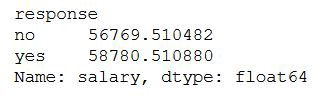 response
no     56769.510482
yes    58780.510880
Name: salary, dtype: float64